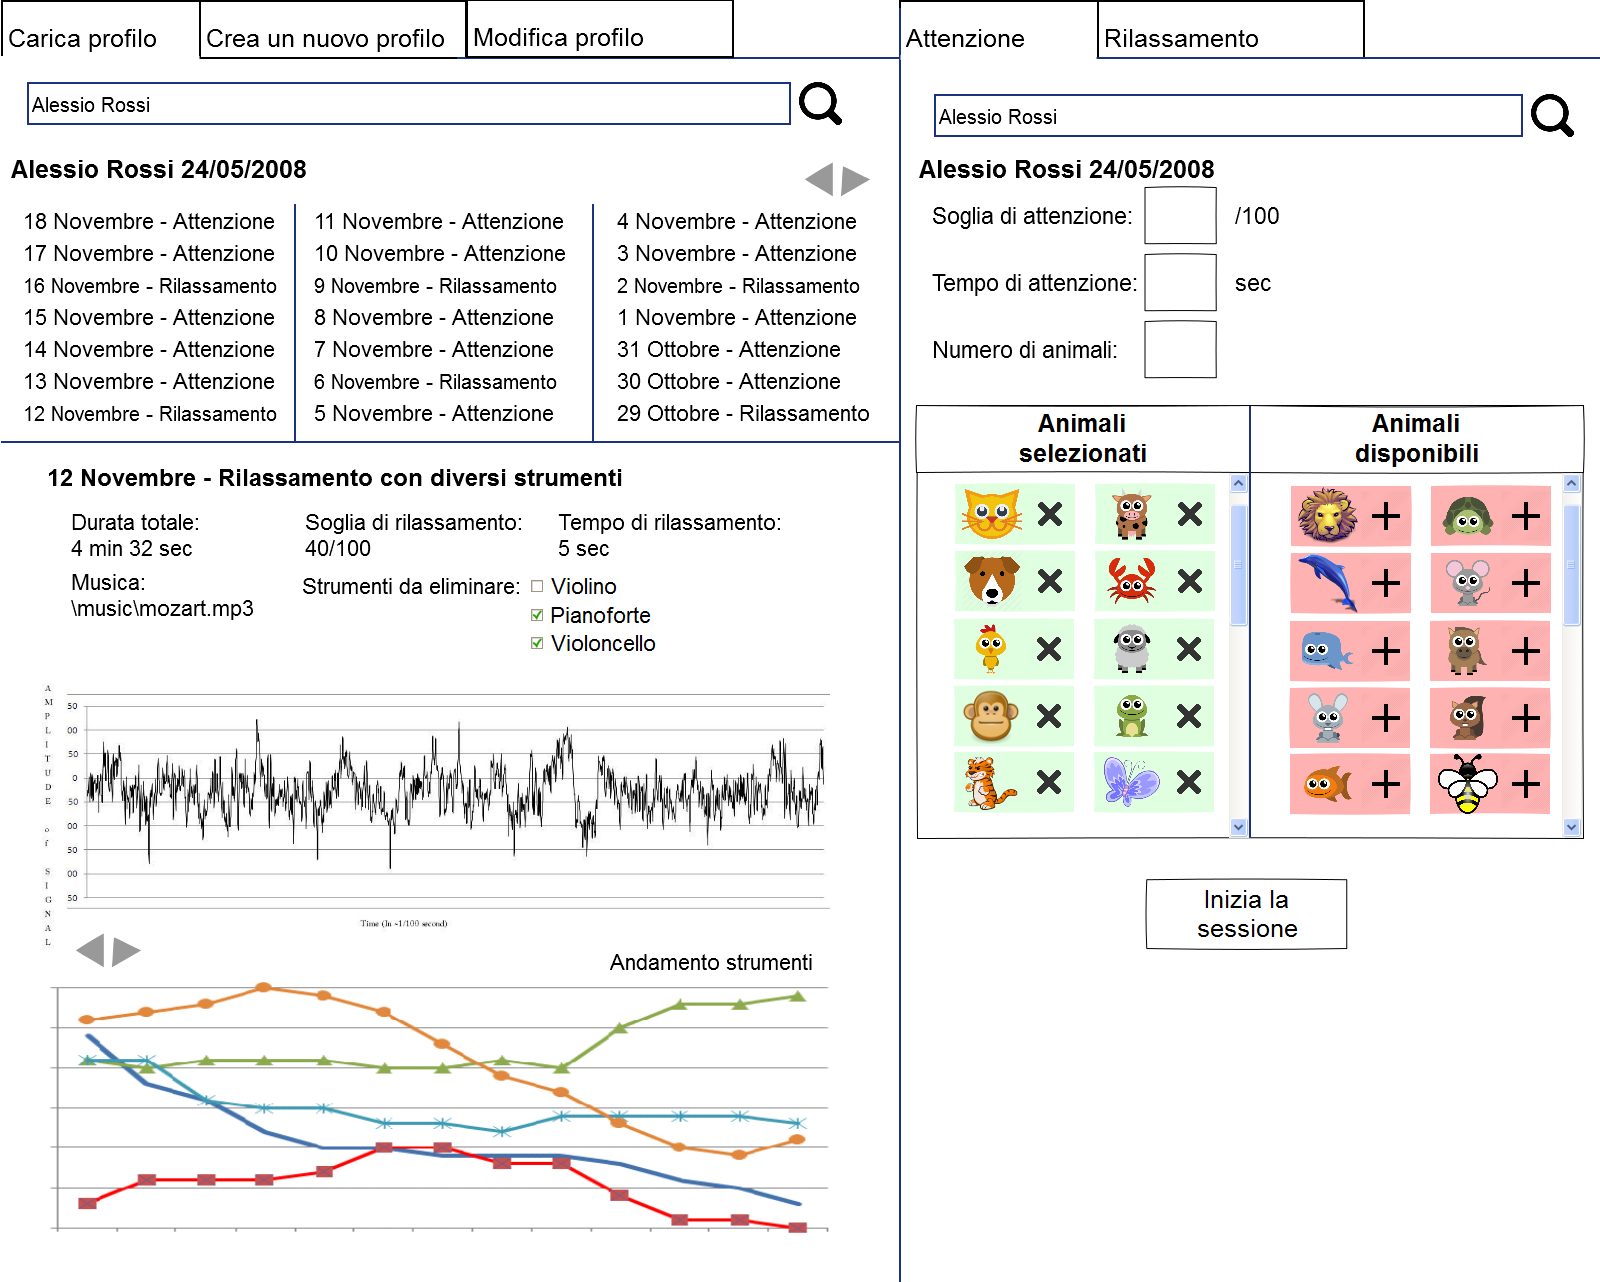 Carica profilo
Crea un nuovo profilo
Modifica profilo
Alessio Rossi
Alessio Rossi 24/05/2008
18 Novembre - Attenzione
17 Novembre - Attenzione
16 Novembre - Rilassamento
15 Novembre - Attenzione
14 Novembre - Attenzione
13 Novembre - Attenzione
12 Novembre - Rilassamento
11 Novembre - Attenzione
10 Novembre - Attenzione
9 Novembre - Rilassamento
8 Novembre - Attenzione
7 Novembre - Attenzione
6 Novembre - Rilassamento
5 Novembre - Attenzione
4 Novembre - Attenzione
3 Novembre - Attenzione
2 Novembre - Rilassamento
1 Novembre - Attenzione
31 Ottobre - Attenzione
30 Ottobre - Attenzione
29 Ottobre - Rilassamento
12 Novembre - Rilassamento con diversi strumenti
Durata totale:
4 min 32 sec
Soglia di rilassamento:
40/100
Tempo di rilassamento:
5 sec
Musica:
\music\mozart.mp3
Strumenti da eliminare:
Violino
Pianoforte
Violoncello
AMPLITUDE of SIGNAL
50
00
50
0
50
00
50
00
50
Time (In ~1/100 second)
Andamento strumenti
Attenzione
Rilassamento
Alessio Rossi
Alessio Rossi 24/05/2008
Soglia di attenzione:
/100
Tempo di attenzione:
sec
Numero di animali:
Animali
selezionati
Animali
disponibili
Inizia la
sessione